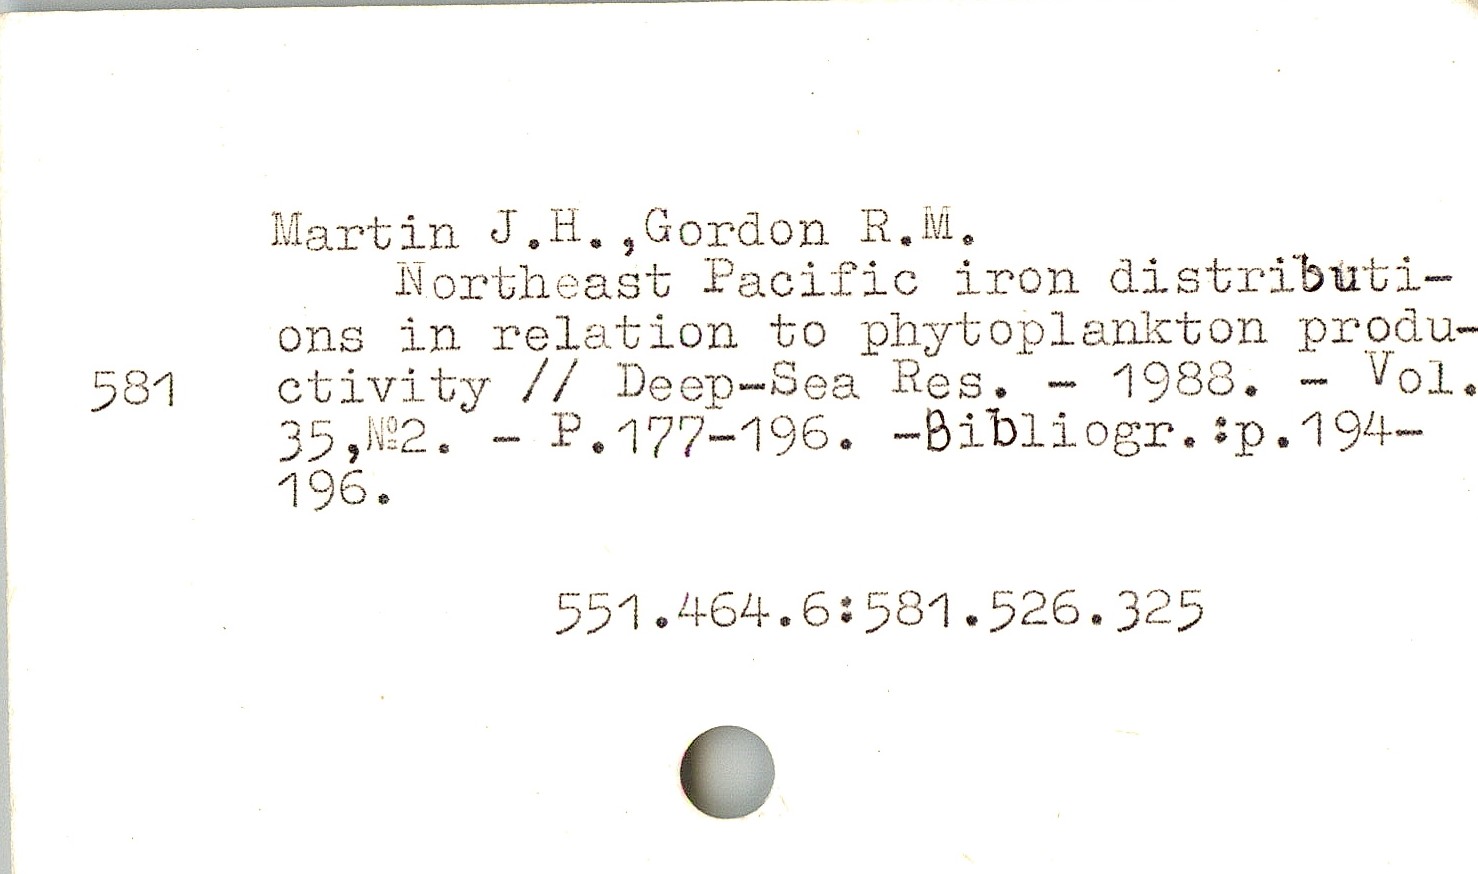 Martin J.H.,Gordon R.M.
Northeast Pacific iron distributi-
ons in relation to phytoplankton produ-
581 ctivity // Deep-Sea Res. - 1988. - Vol.
35,№2. - P.177-196. -Bibliogr.:p.194-
196.
551.464.6:581.526.325